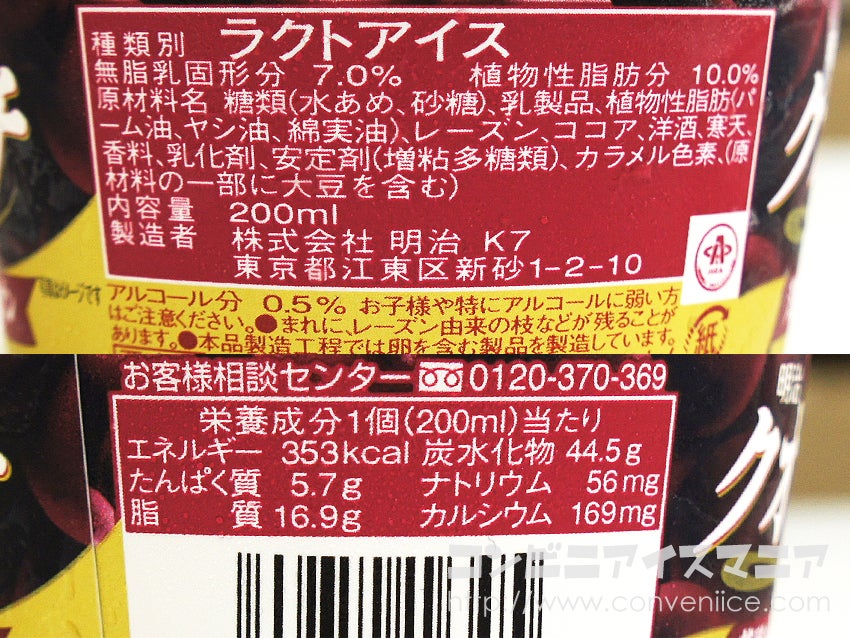 種類別 ラクトアイス
無脂乳固形分 7.0% 植物性脂肪分 10.0%
原材料名 糖類(水あめ、砂糖)、乳製品、植物性脂肪(パ
ーム油、ヤシ油、綿実油)、レーズン、ココア、洋酒、寒天、
香料、乳化剤、安定剤(増粘多糖類)、カラメル色素、(原
材料の一部に大豆を含む)
内容量 200ml
製造者 株式会社 明治 K7
東京都江東区新砂1-2-10
アルコール分 0.5% お子様や特にアルコールに弱い方
はご注意ください。●まれに、レーズン由来の枝などが残ることが
あります。●本品製造工程では卵を含む製品を製造しています。
紙
お客様相談センター 0120-370-369
栄養成分1個(200ml)当たり
エネルギー 353kcal 炭水化物 44.5g
たんぱく質 5.7g ナトリウム 56mg
脂質 16.9g カルシウム 169mg
明治
コンビニアイスマニア
http://www.conveniice.com/